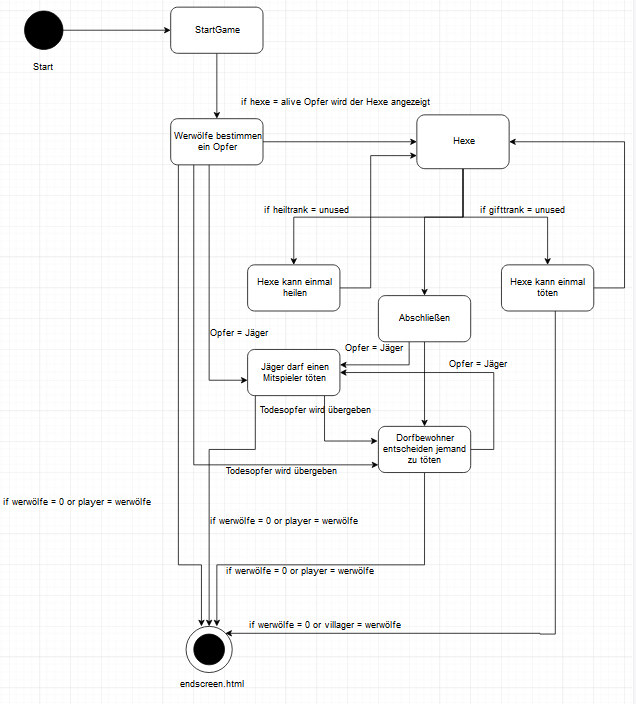 StartGame
Start
if hexe = alive Opfer wird der Hexe angezeigt
Werwölfe bestimmen
ein Opfer
Hexe
if heiltrank = unused
if gifttrank = unused
Hexe kann einmal
heilen
Hexe kann einmal
töten
Abschließen
Opfer = Jäger
Opfer = Jäger
Opfer = Jäger
Jäger darf einen
Mitspieler töten
Todesopfer wird übergeben
Dorfbewohner
entscheiden jemand
zu töten
Todesopfer wird übergeben
if werwölfe = 0 or player = werwölfe
if werwölfe = 0 or player = werwölfe
if werwölfe = 0 or player = werwölfe
if werwölfe = 0 or villager = werwölfe
endscreen.html